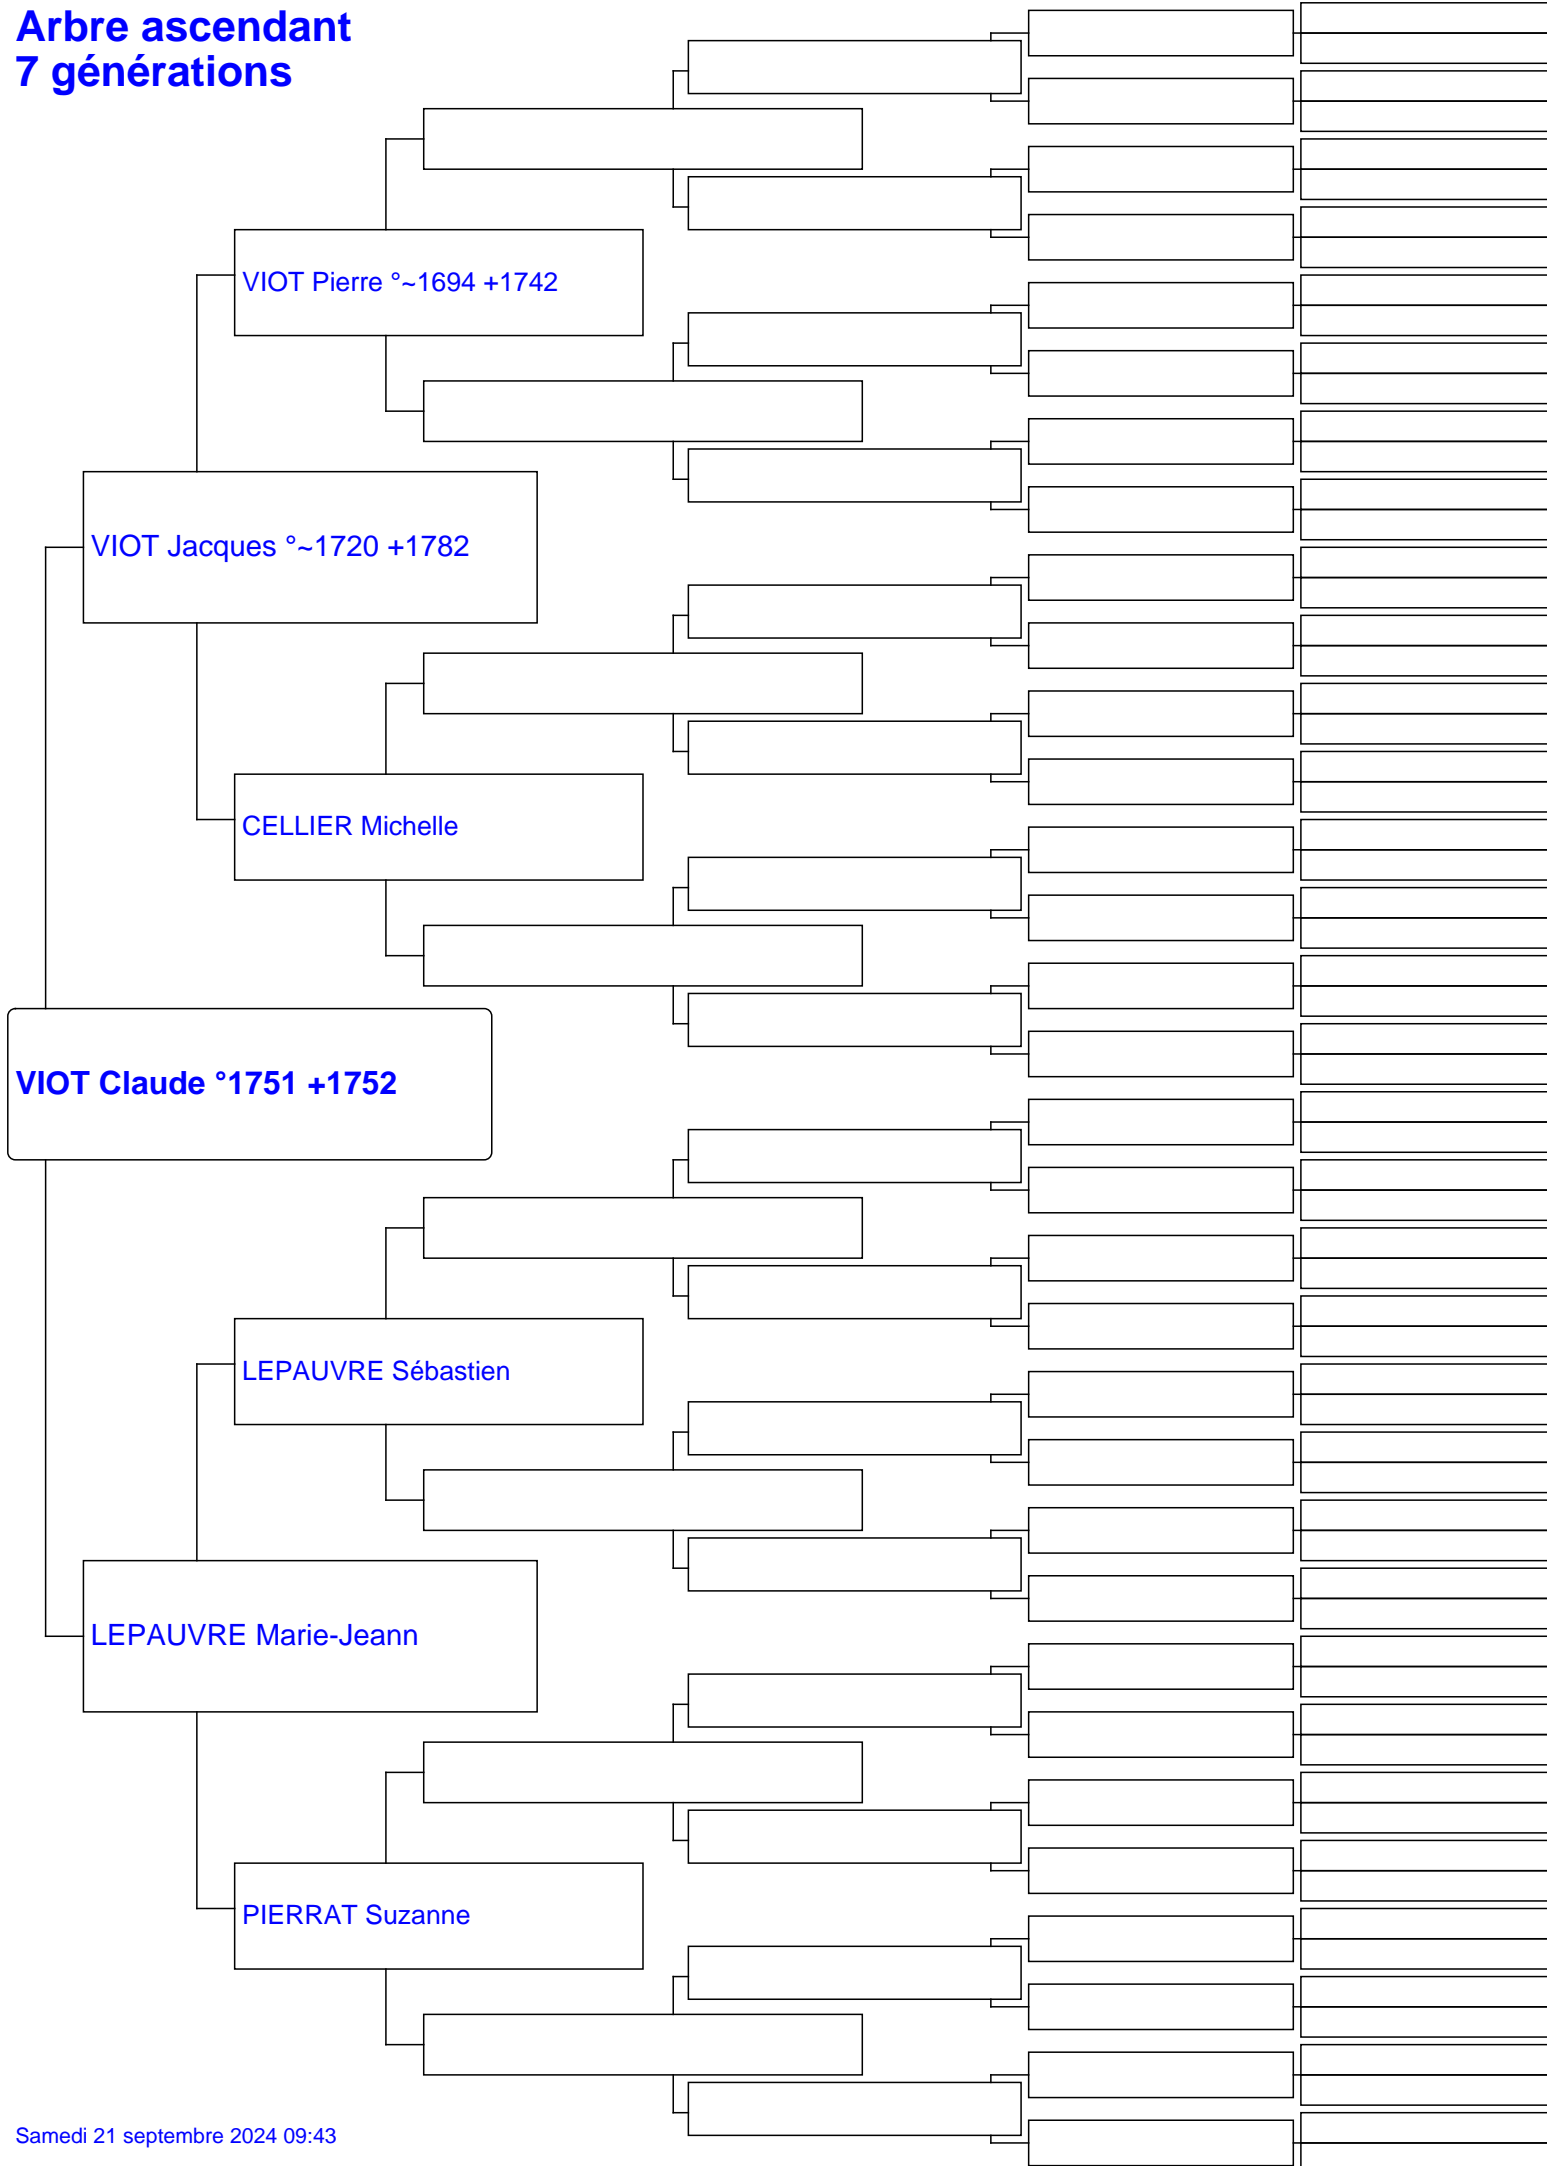 Arbre ascendant
7 générations
VIOT Pierre °~1694 +1742
VIOT Jacques °~1720 +1782
CELLIER Michelle
VIOT Claude °1751 +1752
LEPAUVRE Sébastien
LEPAUVRE Marie-Jeann
PIERRAT Suzanne
Samedi 21 septembre 2024 09:43